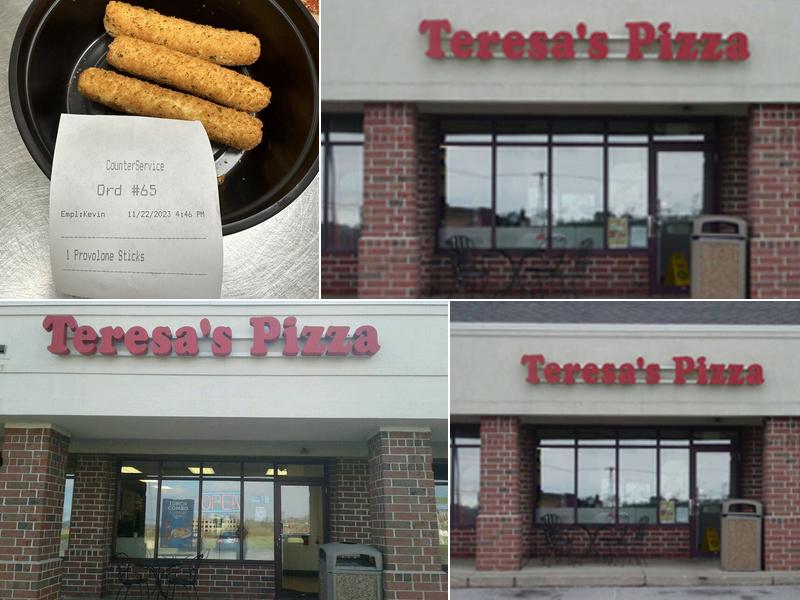 CounterService
Ord #65
Empl:Kevin 11/22/2023 4:46 PM
1 Provolone Sticks
Teresa's Pizza
Teresa's Pizza
LUNCH
COMBO
OPEN
Teresa's Pizza